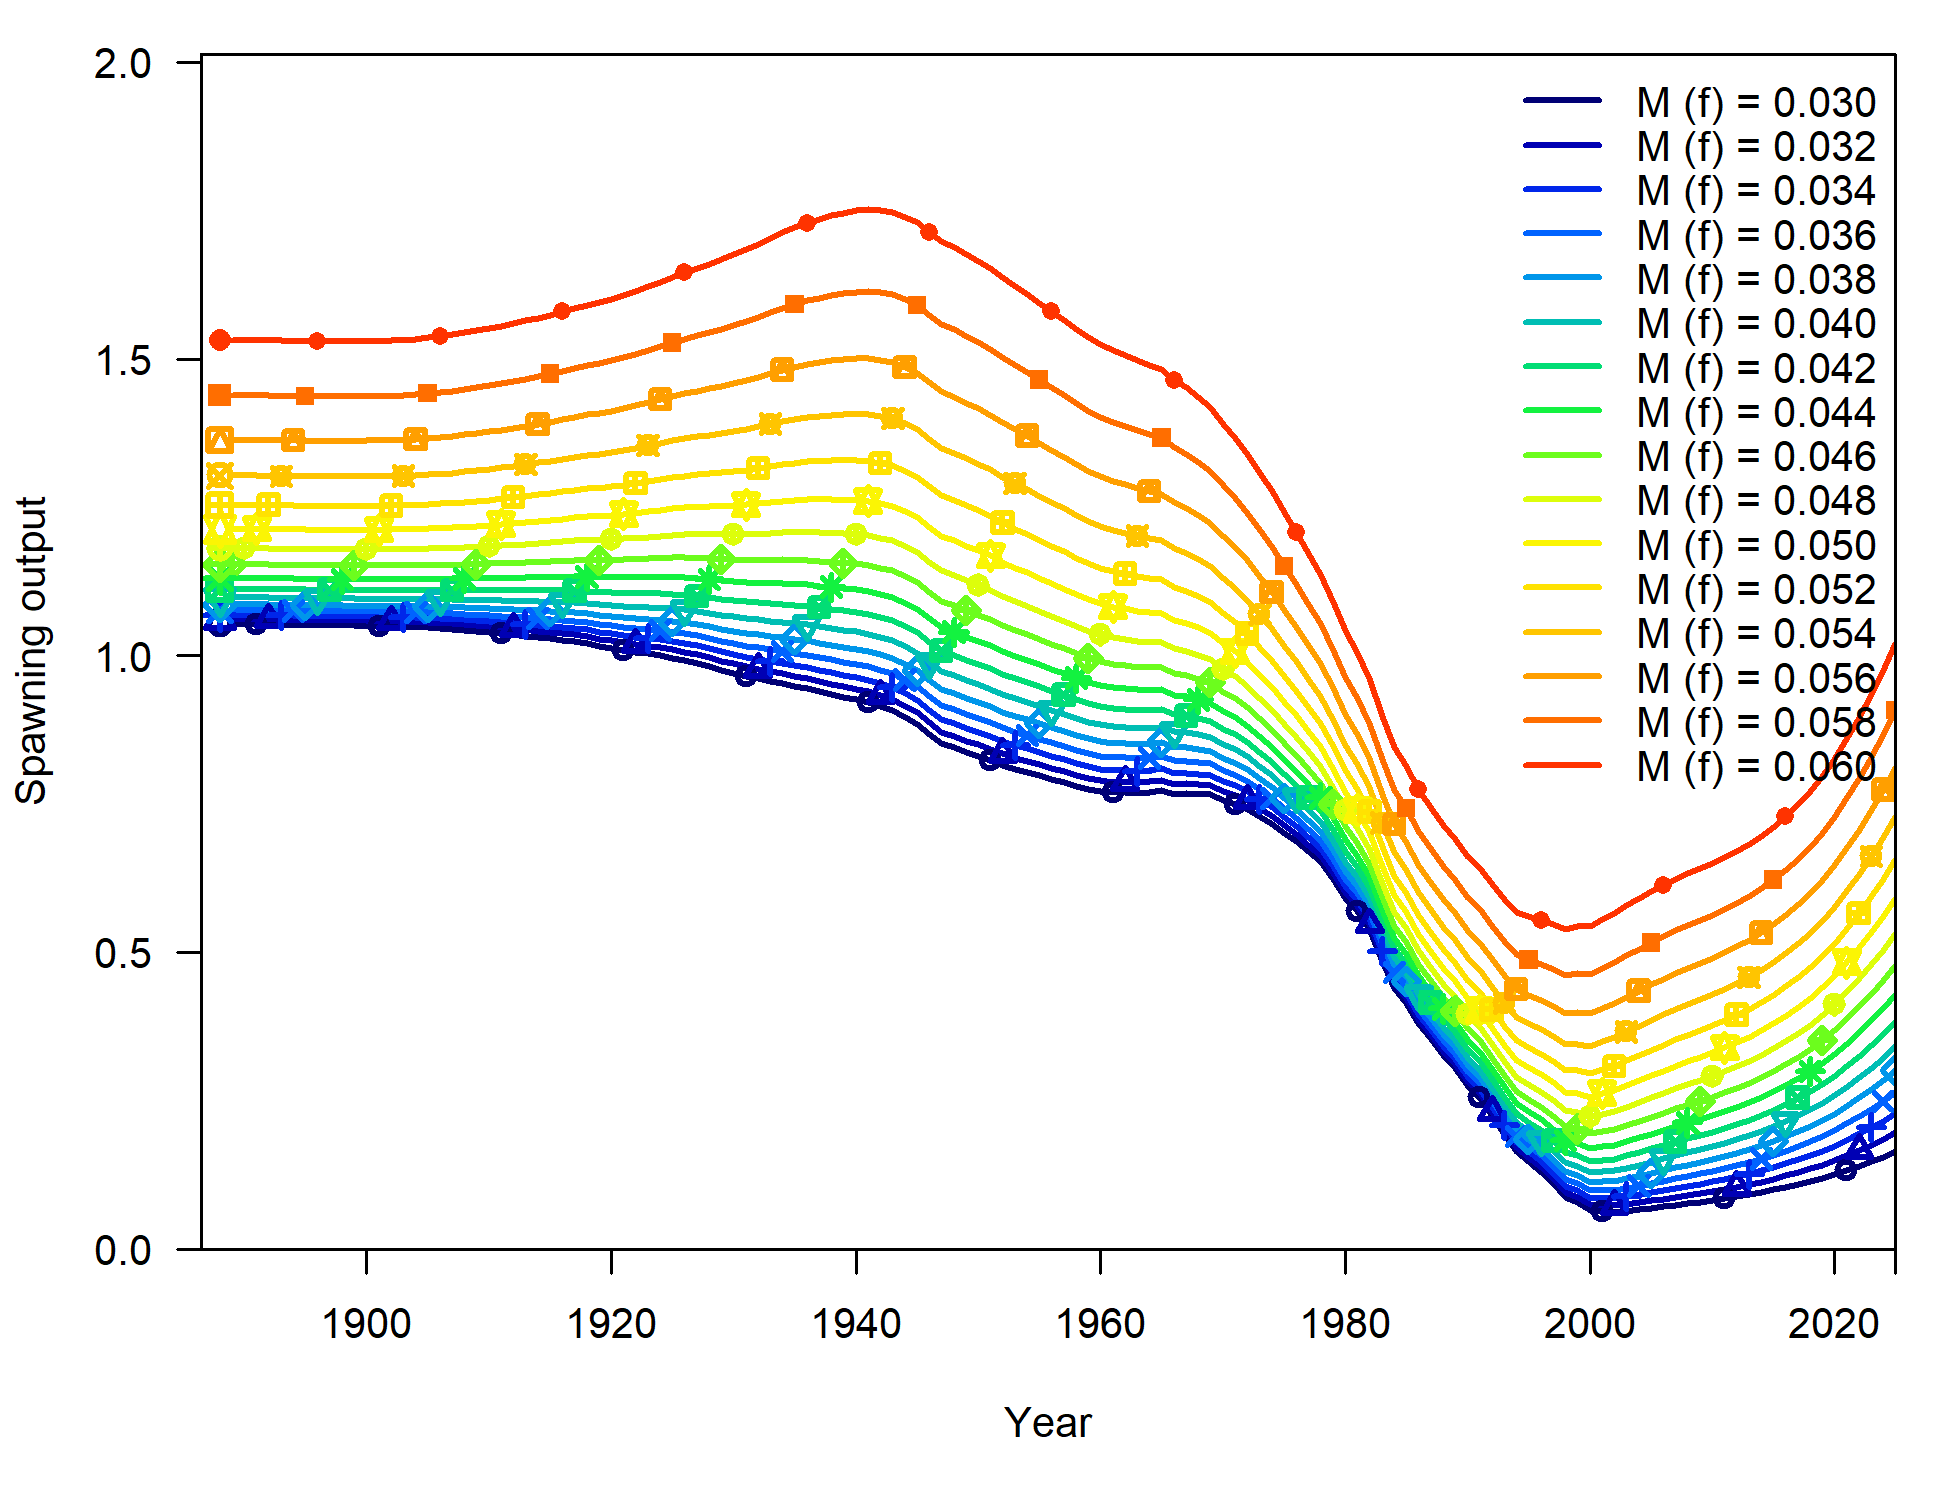 2.0
1.5
1.0
0.5
0.0
Spawning output
M (f) = 0.030
M (f) = 0.032
M (f) = 0.034
M (f) = 0.036
M (f) = 0.038
M (f) = 0.040
M (f) = 0.042
M (f) = 0.044
M (f) = 0.046
M (f) = 0.048
M (f) = 0.050
M (f) = 0.052
M (f) = 0.054
M (f) = 0.056
M (f) = 0.058
M (f) = 0.060
1900 1920 1940 1960 1980 2000 2020
Year